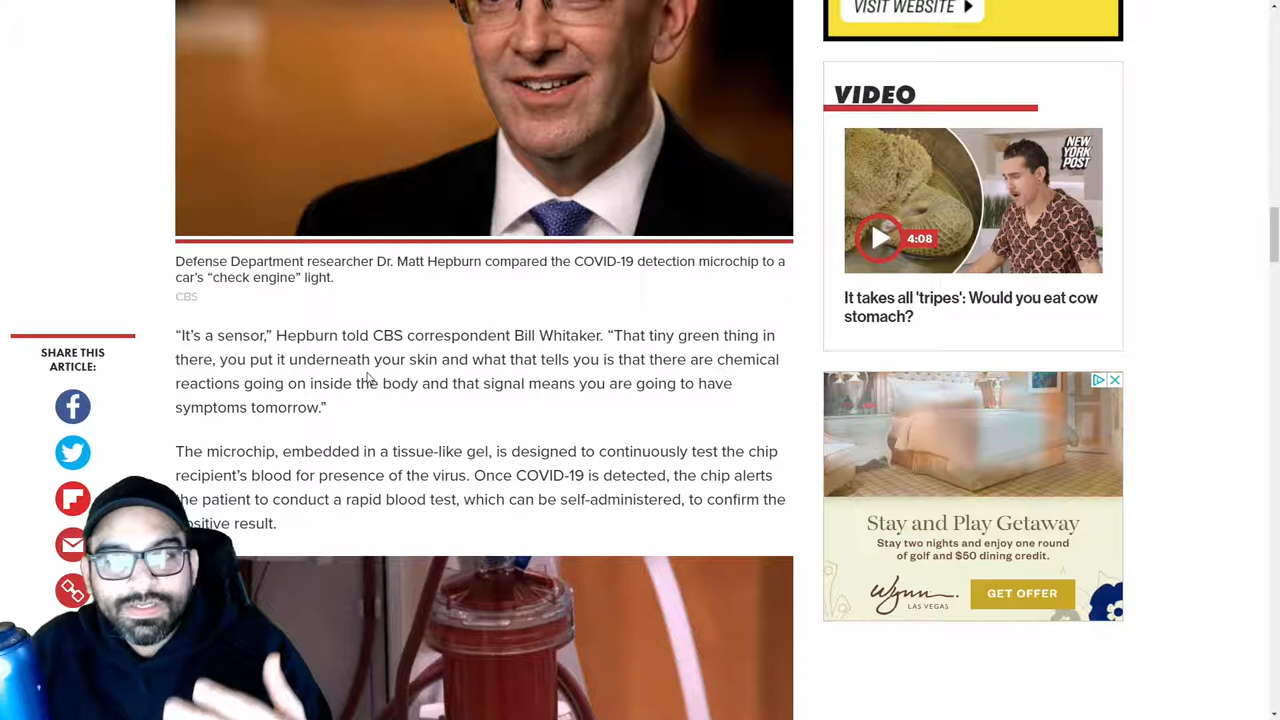 VISIT WEBSITE
VIDEO
NEW
YORK
POST
4:08
It takes all 'tripes': Would you eat cow
stomach?
Defense Department researcher Dr. Matt Hepburn compared the COVID-19 detection microchip to a
car's “check engine” light.
CBS
SHARE THIS
ARTICLE:
“It's a sensor,” Hepburn told CBS correspondent Bill Whitaker. “That tiny green thing in
there, you put it underneath your skin and what that tells you is that there are chemical
reactions going on inside the body and that signal means you are going to have
symptoms tomorrow.”
The microchip, embedded in a tissue-like gel, is designed to continuously test the chip
recipient's blood for presence of the virus. Once COVID-19 is detected, the chip alerts
the patient to conduct a rapid blood test, which can be self-administered, to confirm the
positive result.
Stay and Play Getaway
Stay two nights and enjoy one round
of golf and $50 dining credit.
Wynn
LAS VEGAS
GET OFFER